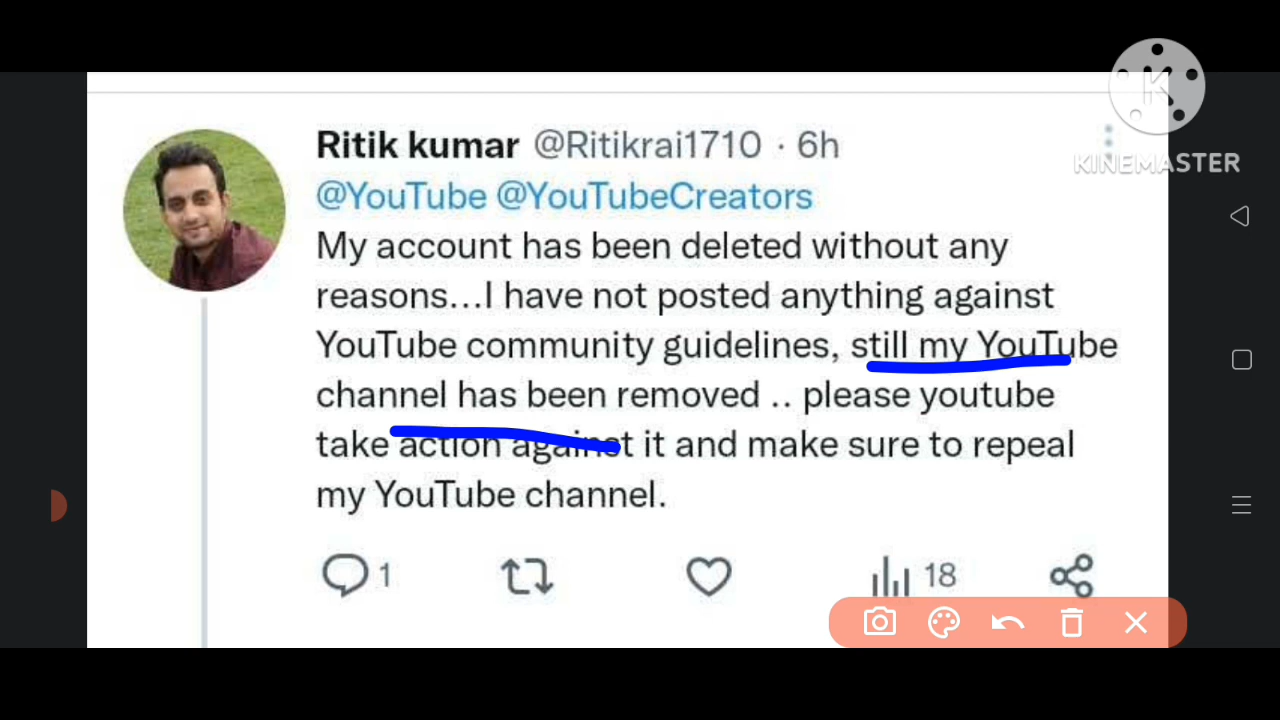 KINEMASTER
Ritik kumar @Ritikrai1710 · 6h
@YouTube @YouTubeCreators
My account has been deleted without any
reasons...I have not posted anything against
YouTube community guidelines, still my YouTube
channel has been removed .. please youtube
take action against it and make sure to repeal
my YouTube channel.
1
18